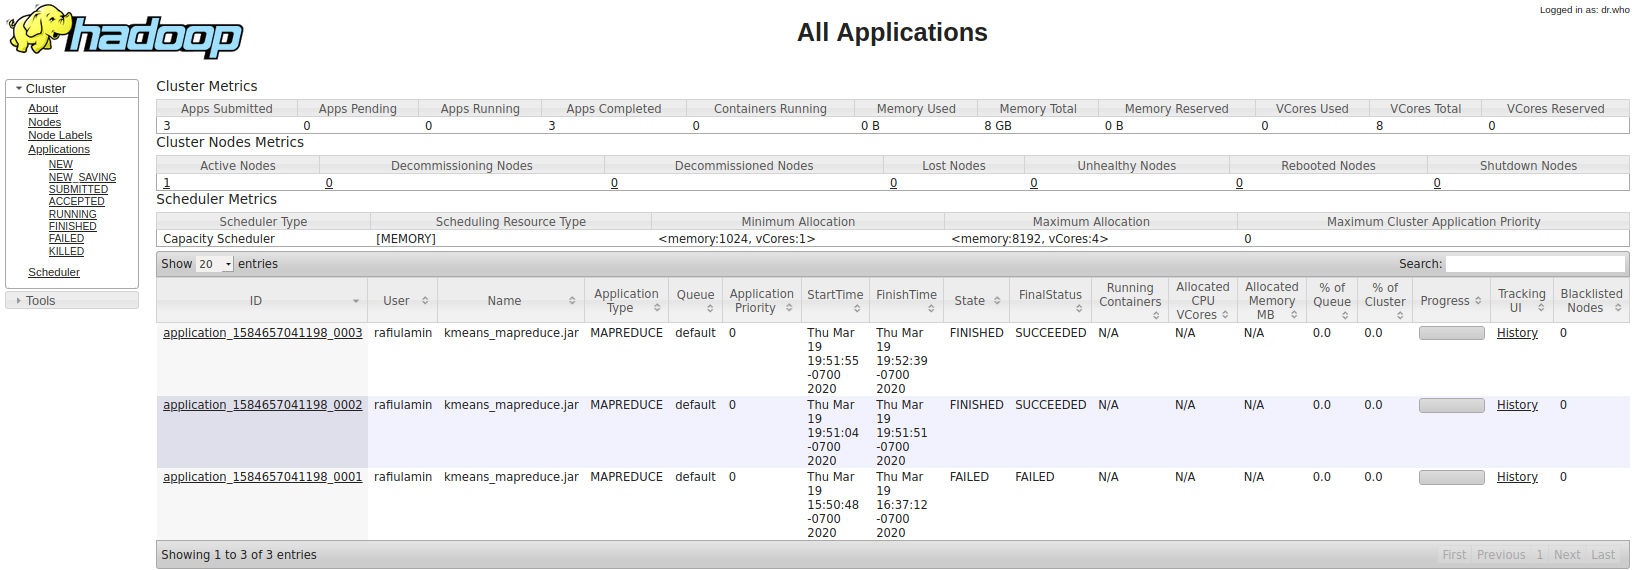 hadoop
All Applications
Logged in as: dr.who
Cluster
About
Nodes
Node Labels
Applications
NEW
NEW_SAVING
SUBMITTED
ACCEPTED
RUNNING
FINISHED
FAILED
KILLED
Scheduler
Tools
Cluster Metrics
Apps Submitted Apps Pending Apps Running Apps Completed Containers Running Memory Used Memory Total Memory Reserved VCores Used VCores Total VCores Reserved
3 0 0 3 0 0 B 8 GB 0 B 0 8 0
Cluster Nodes Metrics
Active Nodes Decommissioning Nodes Decommissioned Nodes Lost Nodes Unhealthy Nodes Rebooted Nodes Shutdown Nodes
1 0 0 0 0 0 0
Scheduler Metrics
Scheduler Type Scheduling Resource Type Minimum Allocation Maximum Allocation Maximum Cluster Application Priority
Capacity Scheduler [MEMORY] <memory:1024, vCores:1> <memory:8192, vCores:4> 0
Show 20 entries Search:
ID User Name Application Type Queue Application Priority StartTime FinishTime State FinalStatus Running Containers Allocated CPU VCores Allocated Memory MB % of Queue % of Cluster Progress Tracking UI Blacklisted Nodes
application_1584657041198_0003 rafiulamin kmeans_mapreduce.jar MAPREDUCE default 0 Thu Mar 19 19:51:55 -0700 2020 Thu Mar 19 19:52:39 -0700 2020 FINISHED SUCCEEDED N/A N/A N/A 0.0 0.0 History 0
application_1584657041198_0002 rafiulamin kmeans_mapreduce.jar MAPREDUCE default 0 Thu Mar 19 19:51:04 -0700 2020 Thu Mar 19 19:51:51 -0700 2020 FINISHED SUCCEEDED N/A N/A N/A 0.0 0.0 History 0
application_1584657041198_0001 rafiulamin kmeans_mapreduce.jar MAPREDUCE default 0 Thu Mar 19 15:50:48 -0700 2020 Thu Mar 19 16:37:12 -0700 2020 FAILED FAILED N/A N/A N/A 0.0 0.0 History 0
Showing 1 to 3 of 3 entries First Previous 1 Next Last